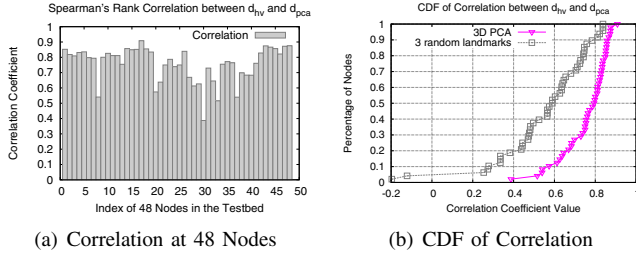 Spearman's Rank Correlation between d_hv and d_pca
Correlation
Correlation Coefficient
1
0.9
0.8
0.7
0.6
0.5
0.4
0.3
0.2
0.1
0
0 5 10 15 20 25 30 35 40 45 50
Index of 48 Nodes in the Testbed
(a) Correlation at 48 Nodes
CDF of Correlation between d_hv and d_pca
3D PCA
3 random landmarks
Percentage of Nodes
1
0.9
0.8
0.7
0.6
0.5
0.4
0.3
0.2
0.1
0
-0.2 0 0.2 0.4 0.6 0.8 1
Correlation Coefficient Value
(b) CDF of Correlation